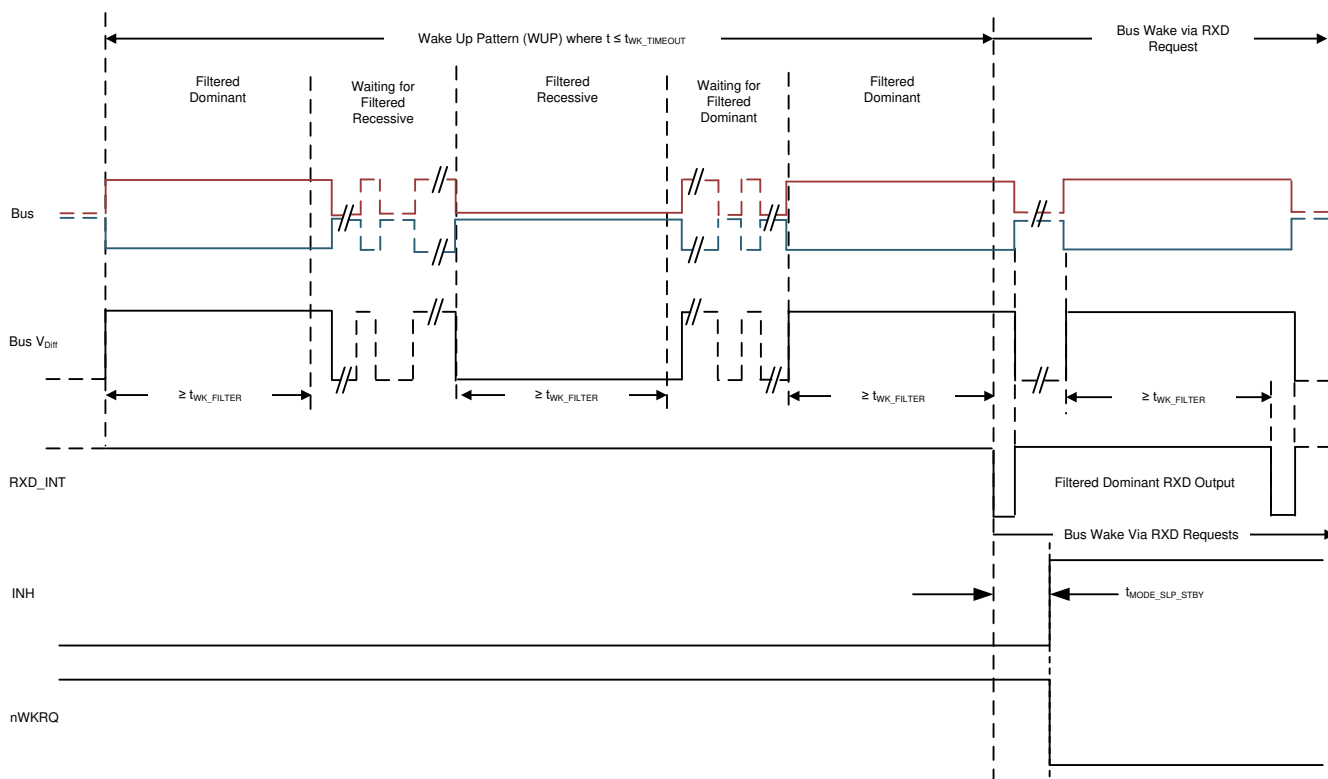 Wake Up Pattern (WUP) where t ≤ tWK_TIMEOUT
Bus Wake via RXD
Request
Filtered
Dominant
Waiting for
Filtered
Recessive
Filtered
Recessive
Waiting for
Filtered
Dominant
Filtered
Dominant
Bus
Bus VDiff
≥ tWK_FILTER
≥ tWK_FILTER
≥ tWK_FILTER
≥ tWK_FILTER
RXD_INT
Filtered Dominant RXD Output
Bus Wake Via RXD Requests
INH
tMODE_SLP_STBY
nWKRQ